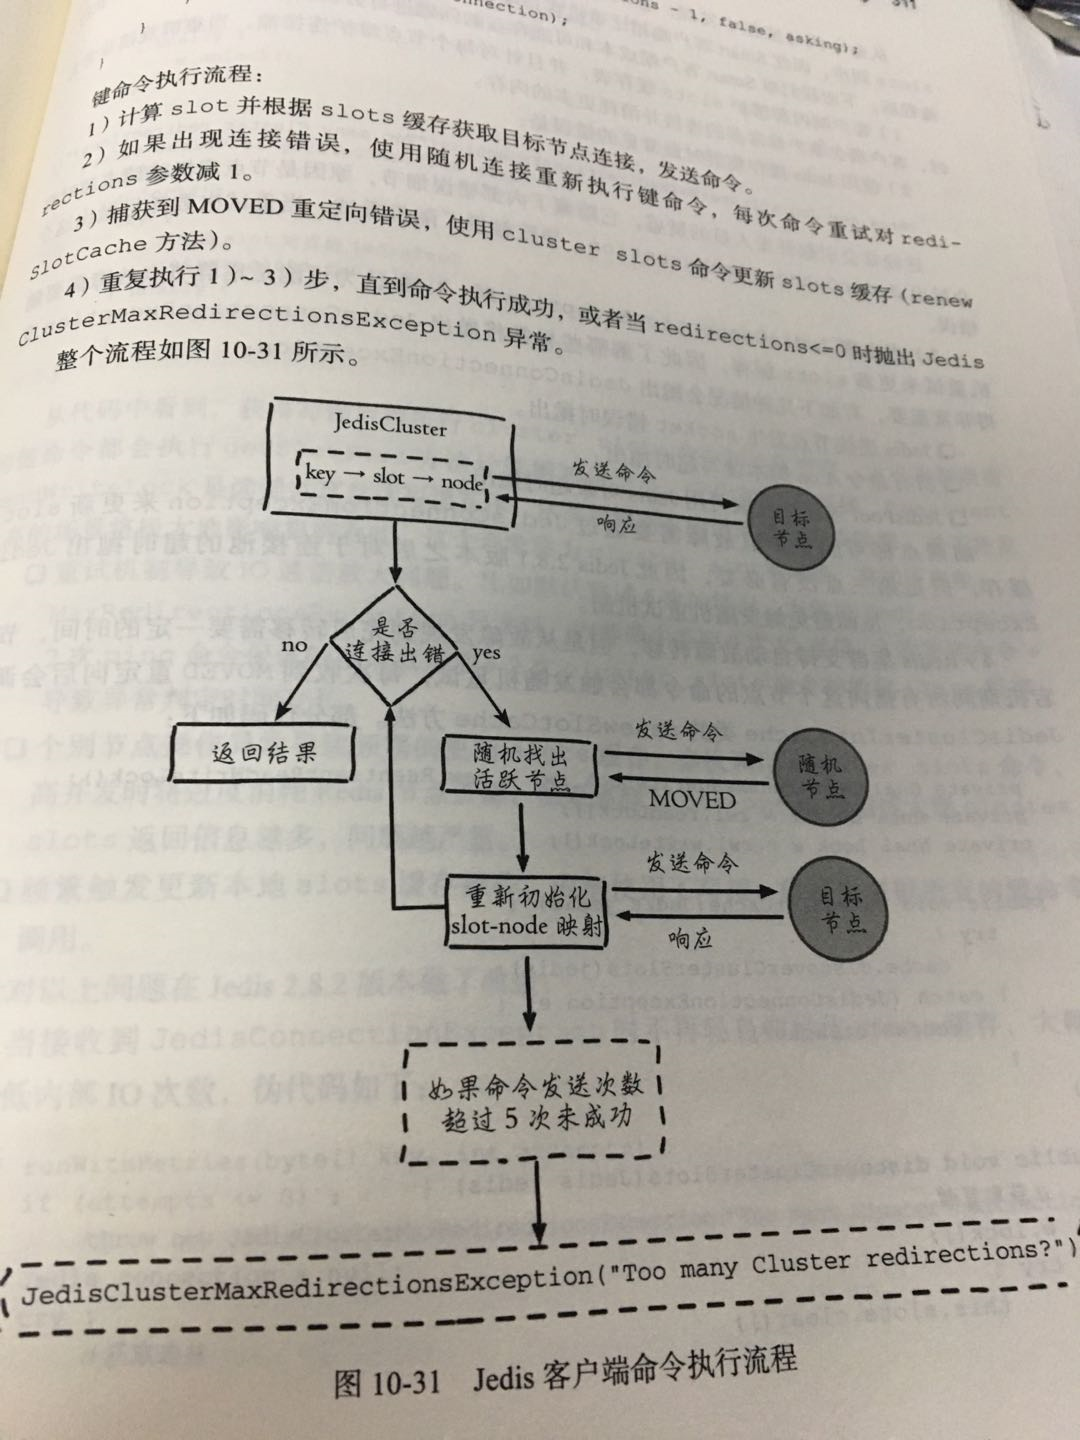 ons - 1, false, asking);
onnection);
}
}
键命令执行流程：
1）计算 slot 并根据 slots 缓存获取目标节点连接，发送命令。
2）如果出现连接错误，使用随机连接重新执行键命令，每次命令重试对 redi-
rections 参数减 1。
3）捕获到 MOVED 重定向错误，使用 cluster slots 命令更新 slots 缓存（renew
SlotCache 方法）。
4）重复执行 1）~ 3）步，直到命令执行成功，或者当 redirections<=0 时抛出 Jedis
ClusterMaxRedirectionsException 异常。
整个流程如图 10-31 所示。
JedisCluster
key → slot → node
发送命令
响应
目标
节点
是否
连接出错
no
yes
返回结果
随机找出
活跃节点
发送命令
MOVED
随机
节点
重新初始化
slot-node 映射
发送命令
响应
目标
节点
如果命令发送次数
超过 5 次未成功
JedisClusterMaxRedirectionsException("Too many Cluster redirections?")
图 10-31 Jedis 客户端命令执行流程